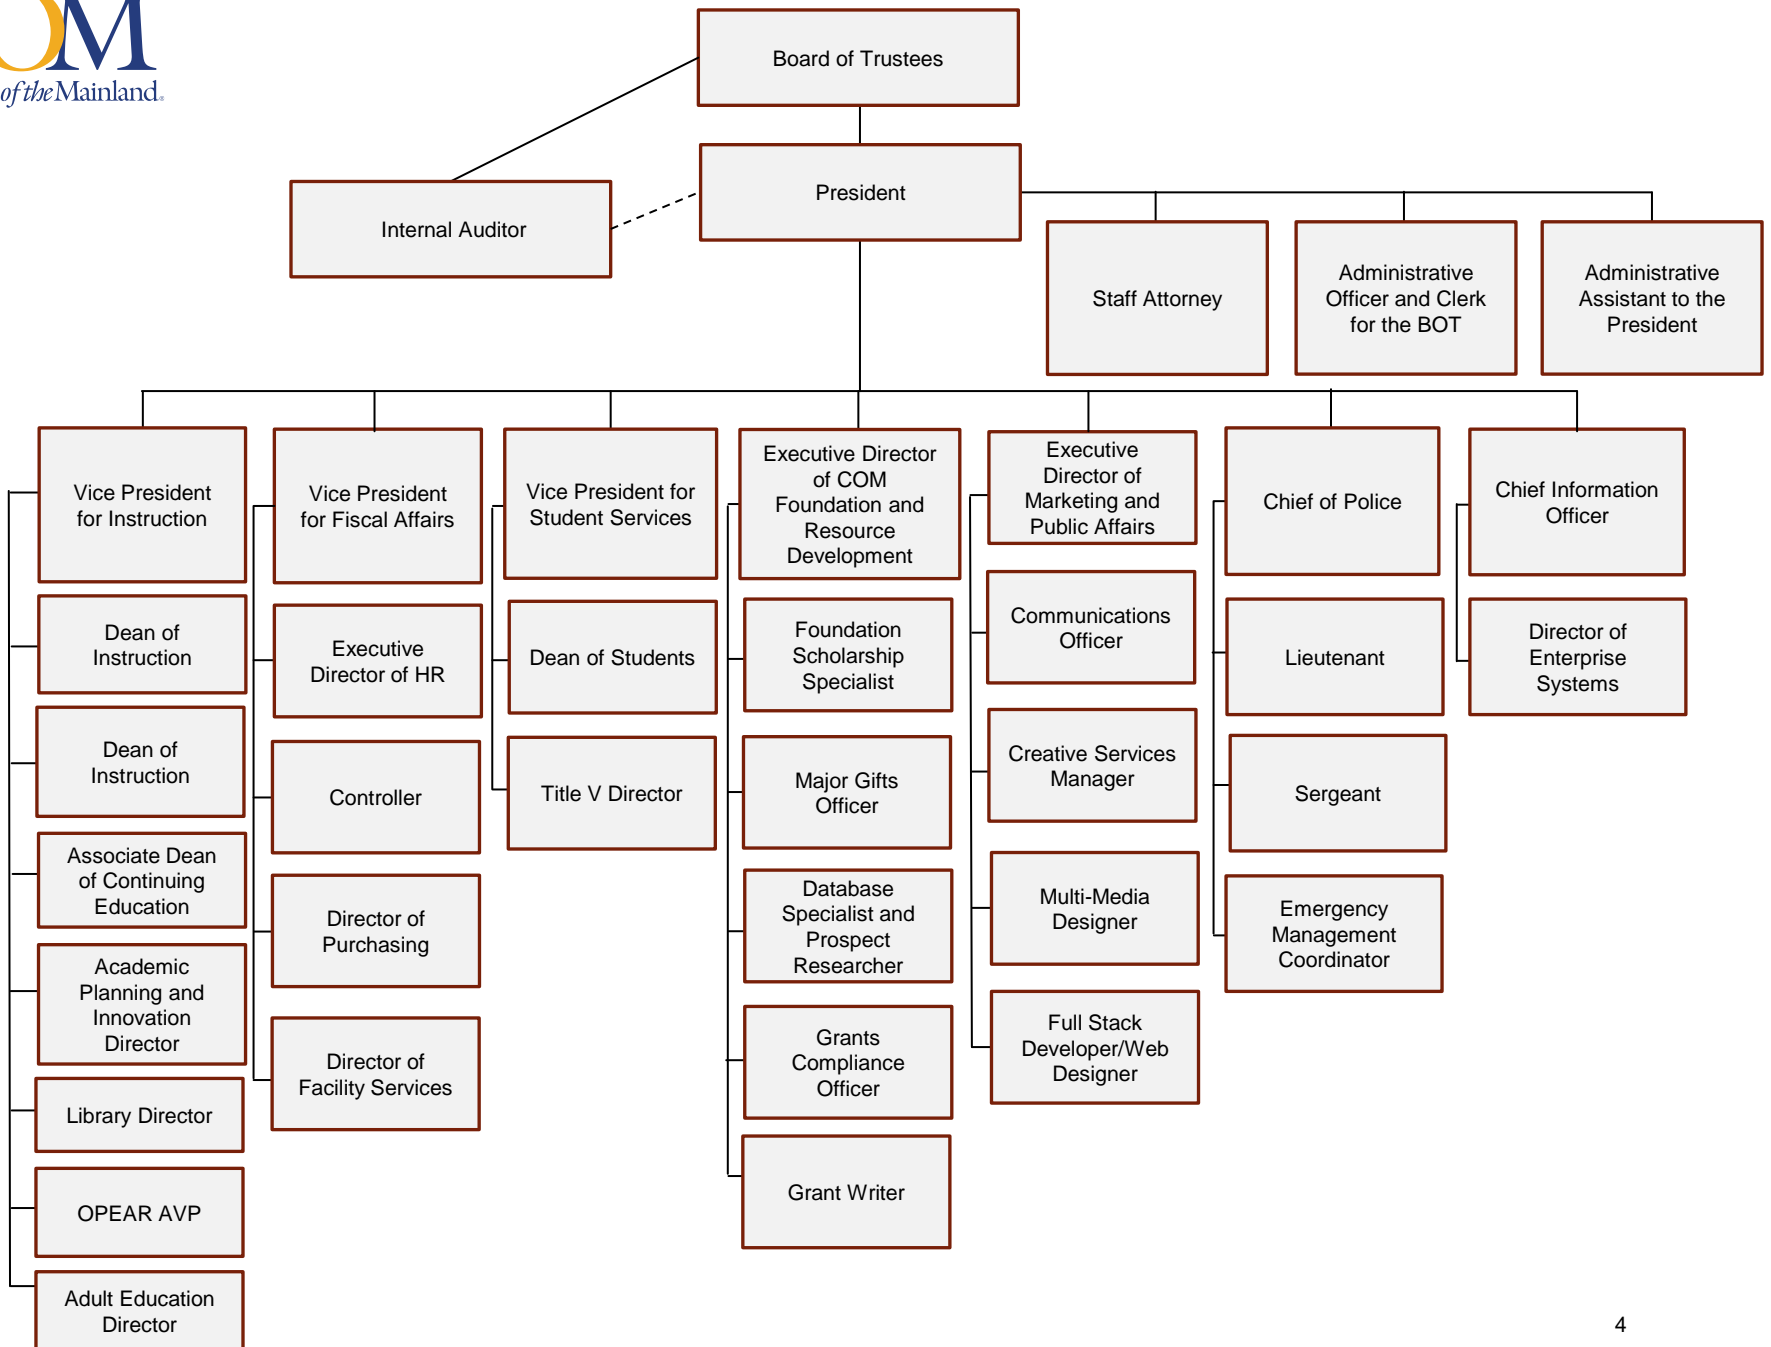 OM
of the Mainland
Board of Trustees
President
Internal Auditor
Staff Attorney
Administrative
Officer and Clerk
for the BOT
Administrative
Assistant to the
President
Vice President
for Instruction
Dean of
Instruction
Dean of
Instruction
Associate Dean
of Continuing
Education
Academic
Planning and
Innovation
Director
Library Director
OPEAR AVP
Adult Education
Director
Vice President
for Fiscal Affairs
Executive
Director of HR
Controller
Director of
Purchasing
Director of
Facility Services
Vice President for
Student Services
Dean of Students
Title V Director
Executive Director
of COM
Foundation and
Resource
Development
Foundation
Scholarship
Specialist
Major Gifts
Officer
Database
Specialist and
Prospect
Researcher
Grants
Compliance
Officer
Grant Writer
Executive
Director of
Marketing and
Public Affairs
Communications
Officer
Creative Services
Manager
Multi-Media
Designer
Full Stack
Developer/Web
Designer
Chief of Police
Lieutenant
Sergeant
Emergency
Management
Coordinator
Chief Information
Officer
Director of
Enterprise
Systems
4